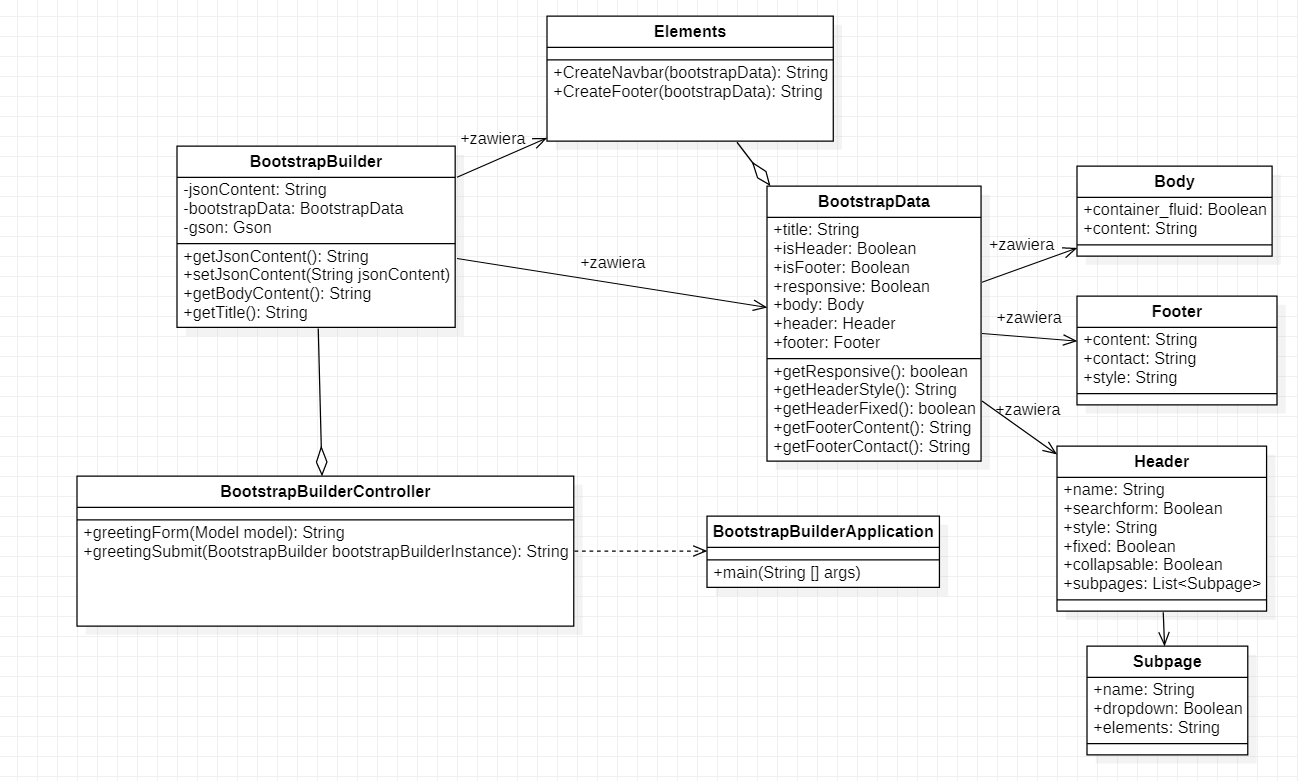 Elements
+CreateNavbar(bootstrapData): String
+CreateFooter(bootstrapData): String
+zawiera
BootstrapBuilder
-jsonContent: String
-bootstrapData: BootstrapData
-gson: Gson
+getJsonContent(): String
+setJsonContent(String jsonContent)
+getBodyContent(): String
+getTitle(): String
+zawiera
BootstrapData
+title: String
+isHeader: Boolean
+isFooter: Boolean
+responsive: Boolean
+body: Body
+header: Header
+footer: Footer
+getResponsive(): boolean
+getHeaderStyle(): String
+getHeaderFixed(): boolean
+getFooterContent(): String
+getFooterContact(): String
+zawiera
Body
+container_fluid: Boolean
+content: String
+zawiera
Footer
+content: String
+contact: String
+style: String
+zawiera
Header
+name: String
+searchform: Boolean
+style: String
+fixed: Boolean
+collapsable: Boolean
+subpages: List<Subpage>
BootstrapBuilderController
+greetingForm(Model model): String
+greetingSubmit(BootstrapBuilder bootstrapBuilderInstance): String
BootstrapBuilderApplication
+main(String [] args)
Subpage
+name: String
+dropdown: Boolean
+elements: String